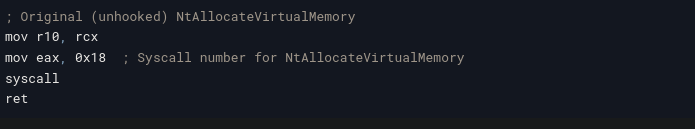 ; Original (unhooked) NtAllocateVirtualMemory
mov r10, rcx
mov eax, 0x18  ; Syscall number for NtAllocateVirtualMemory
syscall
ret